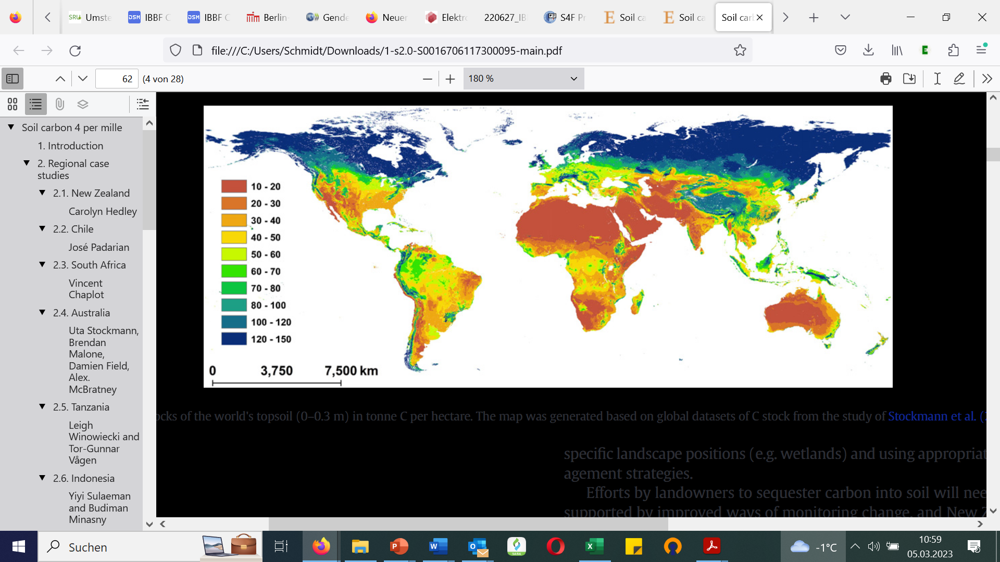 SRU Umste
DSM IBBF C
DSM IBBF C
Berlin-
Gende
Neuer
Elektro
220627_IB
S4F Pr
E Soil ca
E Soil ca
Soil carl
file:///C:/Users/Schmidt/Downloads/1-s2.0-S0016706117300095-main.pdf
E
62 (4 von 28)
180 %
Soil carbon 4 per mille
1. Introduction
2. Regional case
studies
2.1. New Zealand
Carolyn Hedley
2.2. Chile
José Padarian
2.3. South Africa
Vincent
Chaplot
2.4. Australia
Uta Stockmann,
Brendan
Malone,
Damien Field,
Alex.
McBratney
2.5. Tanzania
Leigh
Winowiecki and
Tor-Gunnar
Vågen
2.6. Indonesia
Yiyi Sulaeman
and Budiman
Minasny
10 - 20
20 - 30
30 - 40
40 - 50
50 - 60
60 - 70
70 - 80
80 - 100
100 - 120
120 - 150
0 3,750 7,500 km
ocks of the world's topsoil (0–0.3 m) in tonne C per hectare. The map was generated based on global datasets of C stock from the study of Stockmann et al. (
specific landscape positions (e.g. wetlands) and using appropriat
agement strategies.
Efforts by landowners to sequester carbon into soil will nee
supported by improved ways of monitoring change, and New Z
Suchen
-1°C
10:59
05.03.2023